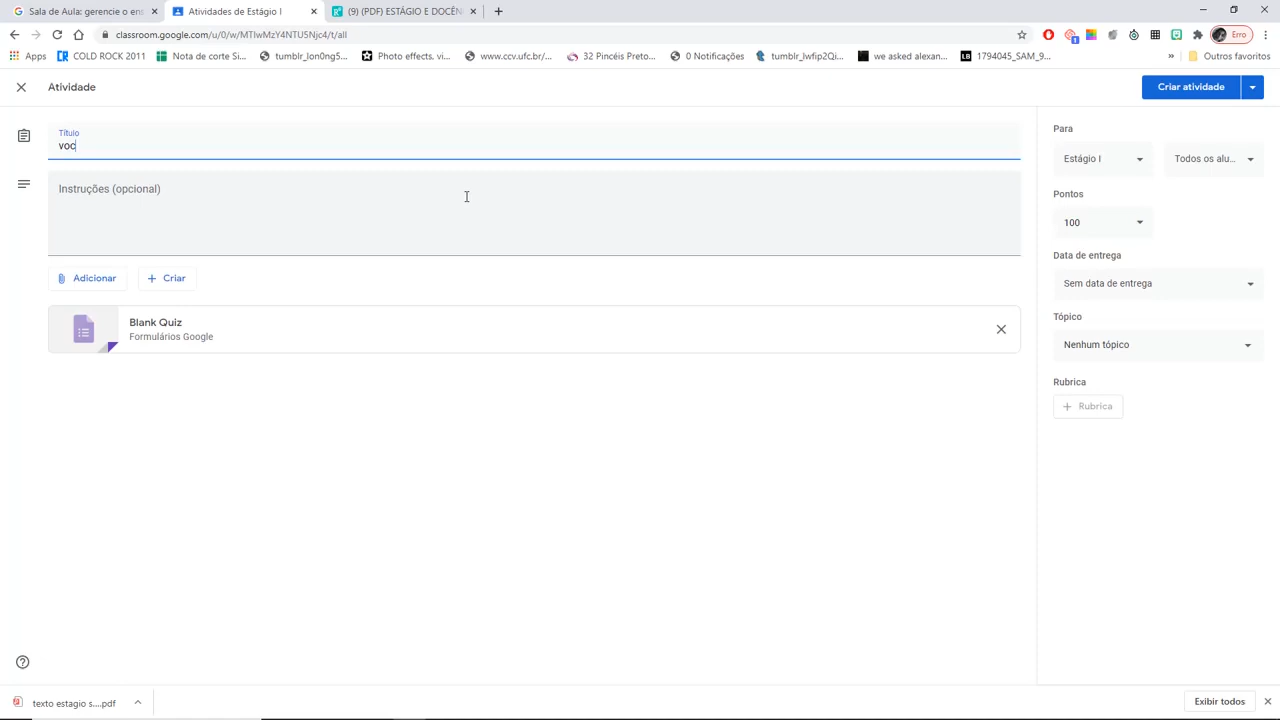 Sala de Aula: gerencie o ens
Atividades de Estágio I
(9) (PDF) ESTÁGIO E DOCÊN
classroom.google.com/u/0/w/MTIwMzY4NTU5Njc4/t/all
Erro
Apps
COLD ROCK 2011
Nota de corte Si...
tumblr_lon0ng5...
Photo effects, vi...
www.ccv.ufc.br/...
32 Pincéis Preto...
0 Notificações
tumblr_lwfip2Qi...
we asked alexan...
LB
1794045_SAM_9...
»
Outros favoritos
Atividade
Criar atividade
Título
voc
Instruções (opcional)
Adicionar
Criar
Blank Quiz
Formulários Google
Para
Estágio I
Todos os alu...
Pontos
100
Data de entrega
Sem data de entrega
Tópico
Nenhum tópico
Rubrica
+ Rubrica
texto estagio s....pdf
Exibir todos